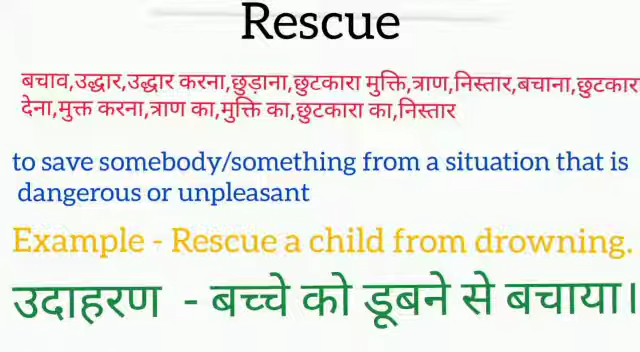 Rescue
बचाव,उद्धार,उद्धार करना,छुड़ाना,छुटकारा मुक्ति,त्राण,निस्तार,बचाना,छुटकार
देना,मुक्त करना,त्राण का,मुक्ति का,छुटकारा का,निस्तार
to save somebody/something from a situation that is
dangerous or unpleasant
Example - Rescue a child from drowning.
उदाहरण - बच्चे को डूबने से बचाया।